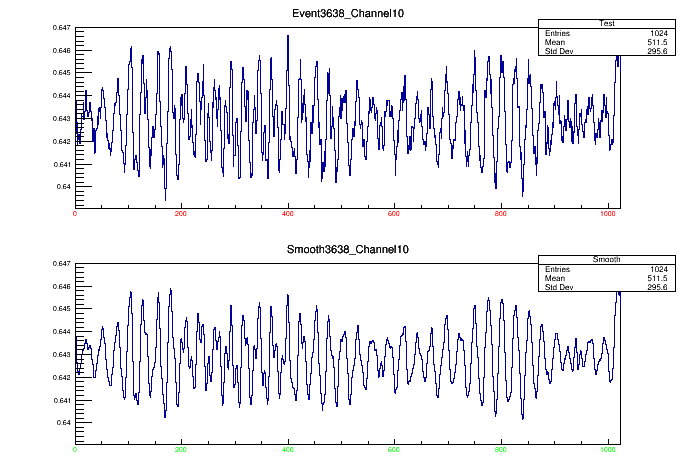 Event3638_Channel10
Test
Entries 1024
Mean 511.5
Std Dev 295.6
0.647
0.646
0.645
0.644
0.643
0.642
0.641
0.64
0 200 400 600 800 1000
Smooth3638_Channel10
Smooth
Entries 1024
Mean 511.5
Std Dev 295.6
0.647
0.646
0.645
0.644
0.643
0.642
0.641
0.64
0 200 400 600 800 1000